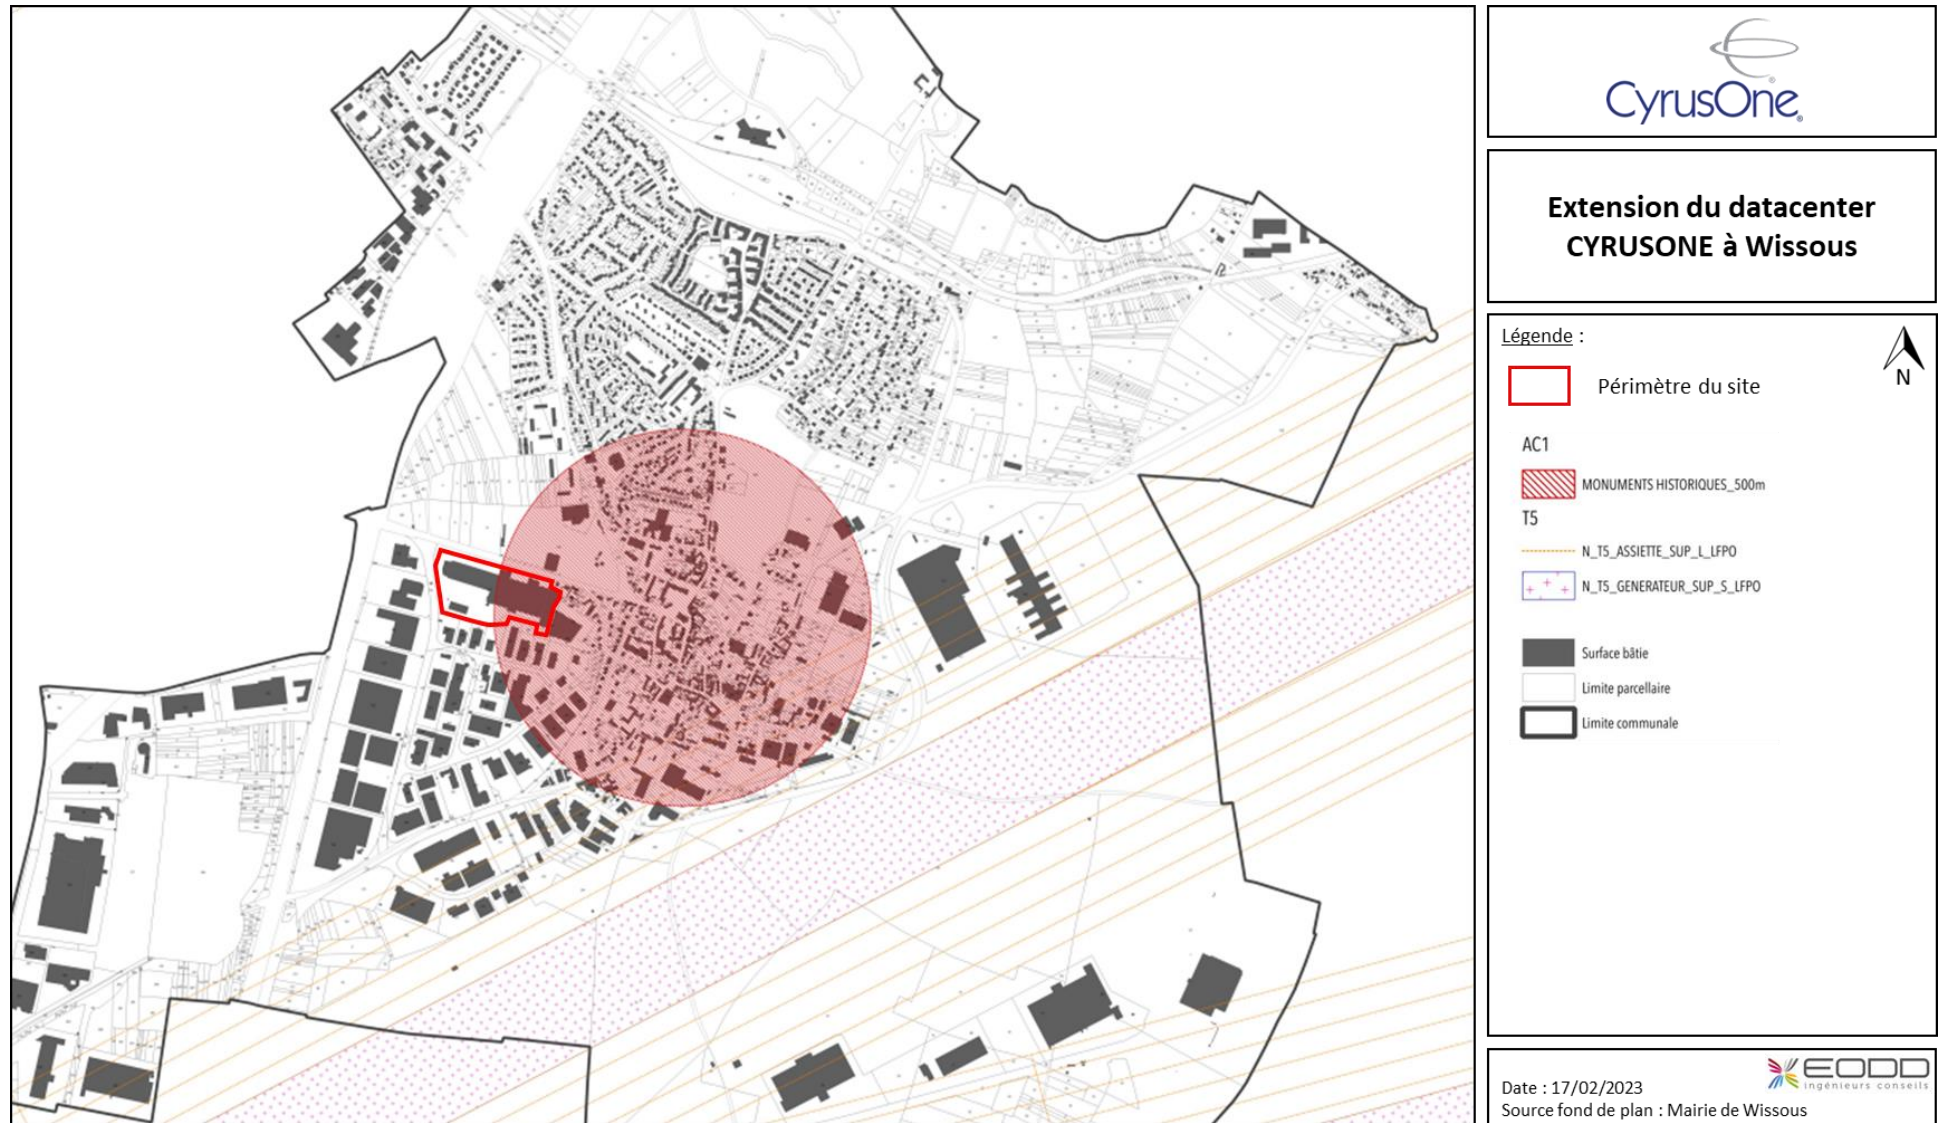 CyrusOne®
Extension du datacenter
CYRUSONE à Wissous
Légende :
N
Périmètre du site
AC1
MONUMENTS HISTORIQUES_500m
T5
N_T5_ASSIETTE_SUP_L_LFPO
N_T5_GENERATEUR_SUP_S_LFPO
Surface bâtie
Limite parcellaire
Limite communale
EODD
ingénieurs conseils
Date : 17/02/2023
Source fond de plan : Mairie de Wissous